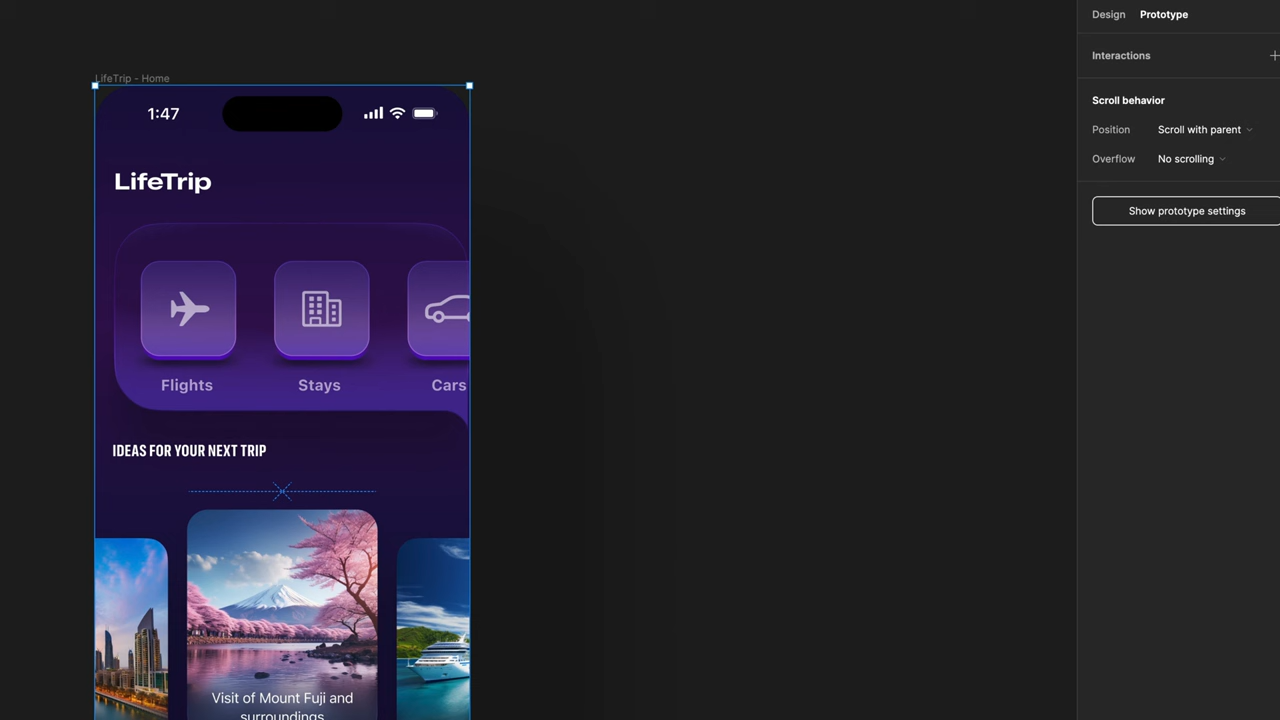 Design Prototype
Interactions
LifeTrip - Home
Scroll behavior
1:47
Position Scroll with parent
Overflow No scrolling
LifeTrip
Show prototype settings
Flights Stays Cars
IDEAS FOR YOUR NEXT TRIP
Visit of Mount Fuji and
surroundings